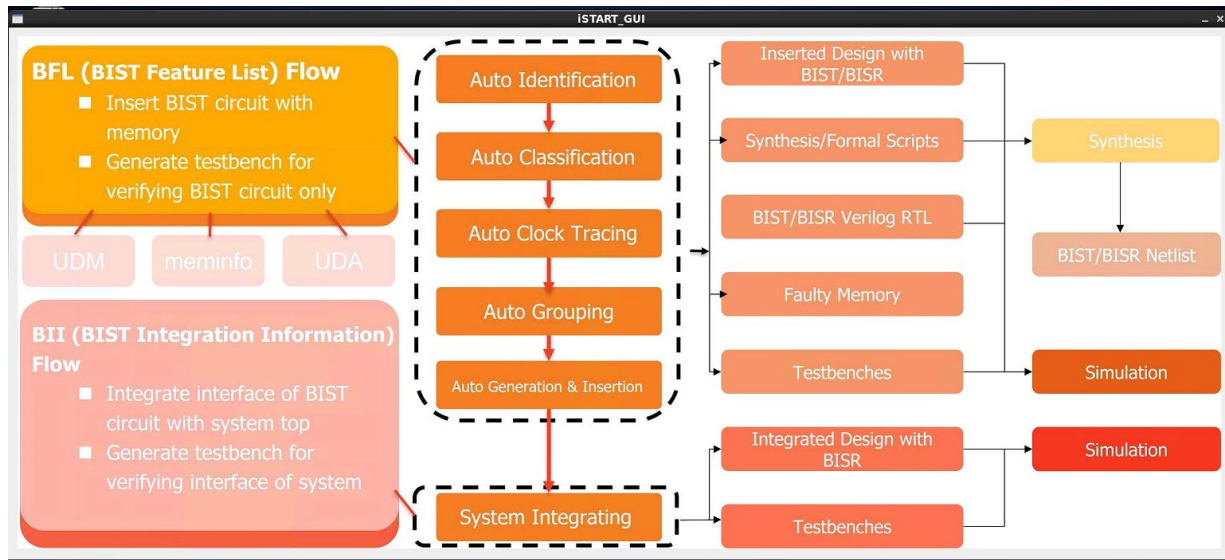 iSTART_GUI
BFL (BIST Feature List) Flow
Insert BIST circuit with
memory
Generate testbench for
verifying BIST circuit only
UDM
meminfo
UDA
BII (BIST Integration Information)
Flow
Integrate interface of BIST
circuit with system top
Generate testbench for
verifying interface of system
Auto Identification
Auto Classification
Auto Clock Tracing
Auto Grouping
Auto Generation & Insertion
System Integrating
Inserted Design with
BIST/BISR
Synthesis/Formal Scripts
BIST/BISR Verilog RTL
Faulty Memory
Testbenches
Integrated Design with
BISR
Testbenches
Synthesis
BIST/BISR Netlist
Simulation
Simulation